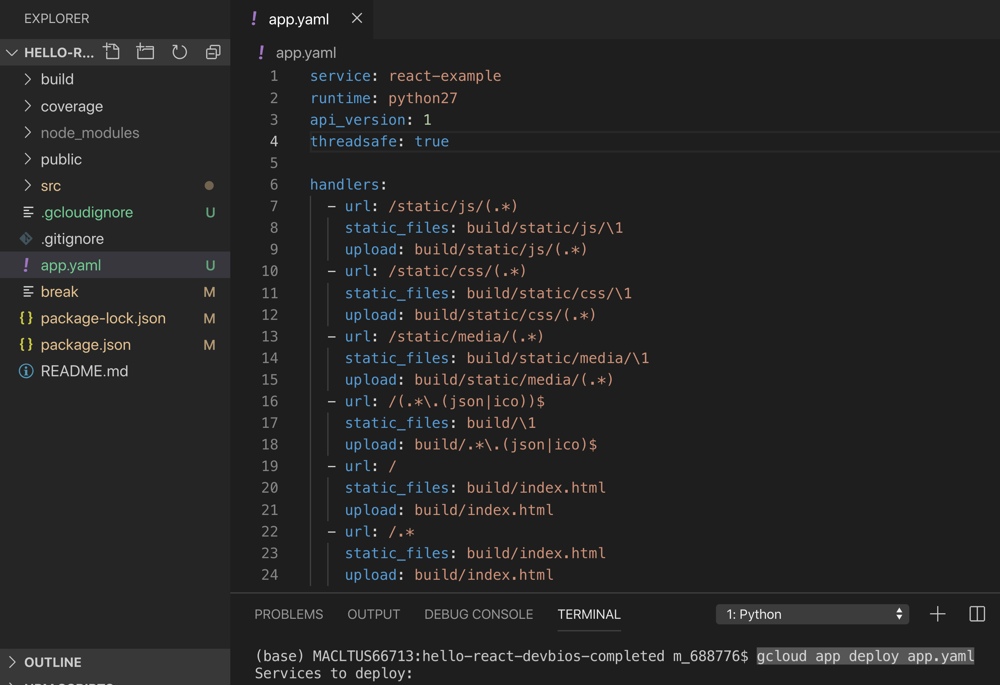 EXPLORER
HELLO-R...
build
coverage
node_modules
public
src
.gcloudignore U
.gitignore
app.yaml U
break M
package-lock.json M
package.json M
README.md
OUTLINE
NPM SCRIPTS
app.yaml
app.yaml
1 service: react-example
2 runtime: python27
3 api_version: 1
4 threadsafe: true
5
6 handlers:
7 - url: /static/js/(.*)
8 static_files: build/static/js/\1
9 upload: build/static/js/(.*)
10 - url: /static/css/(.*)
11 static_files: build/static/css/\1
12 upload: build/static/css/(.*)
13 - url: /static/media/(.*)
14 static_files: build/static/media/\1
15 upload: build/static/media/(.*)
16 - url: /(.*\.(json|ico))$
17 static_files: build/\1
18 upload: build/.*\.(json|ico)$
19 - url: /
20 static_files: build/index.html
21 upload: build/index.html
22 - url: /.*
23 static_files: build/index.html
24 upload: build/index.html
PROBLEMS OUTPUT DEBUG CONSOLE TERMINAL 1: Python
(base) MACLTUS66713:hello-react-devbios-completed m_688776$ gcloud app deploy app.yaml
Services to deploy: